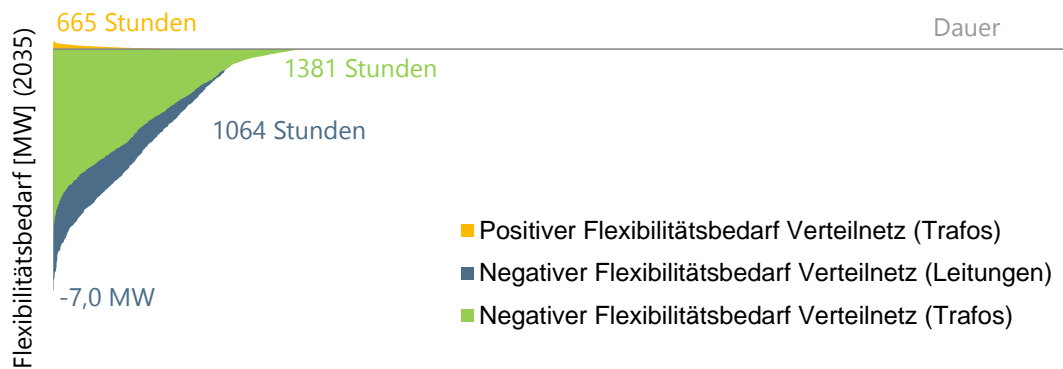 665 Stunden
Dauer
Flexibilitätsbedarf [MW] (2035)
1381 Stunden
1064 Stunden
-7,0 MW
Positiver Flexibilitätsbedarf Verteilnetz (Trafos)
Negativer Flexibilitätsbedarf Verteilnetz (Leitungen)
Negativer Flexibilitätsbedarf Verteilnetz (Trafos)